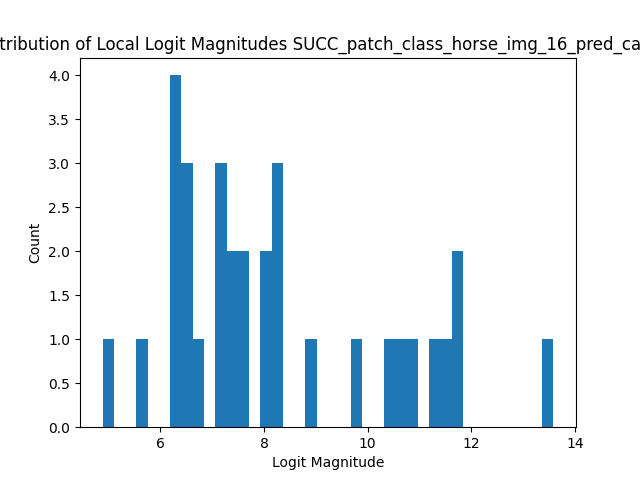 tribution of Local Logit Magnitudes SUCC_patch_class_horse_img_16_pred_ca
4.0
3.5
3.0
2.5
2.0
1.5
1.0
0.5
0.0
Count
6 8 10 12 14
Logit Magnitude